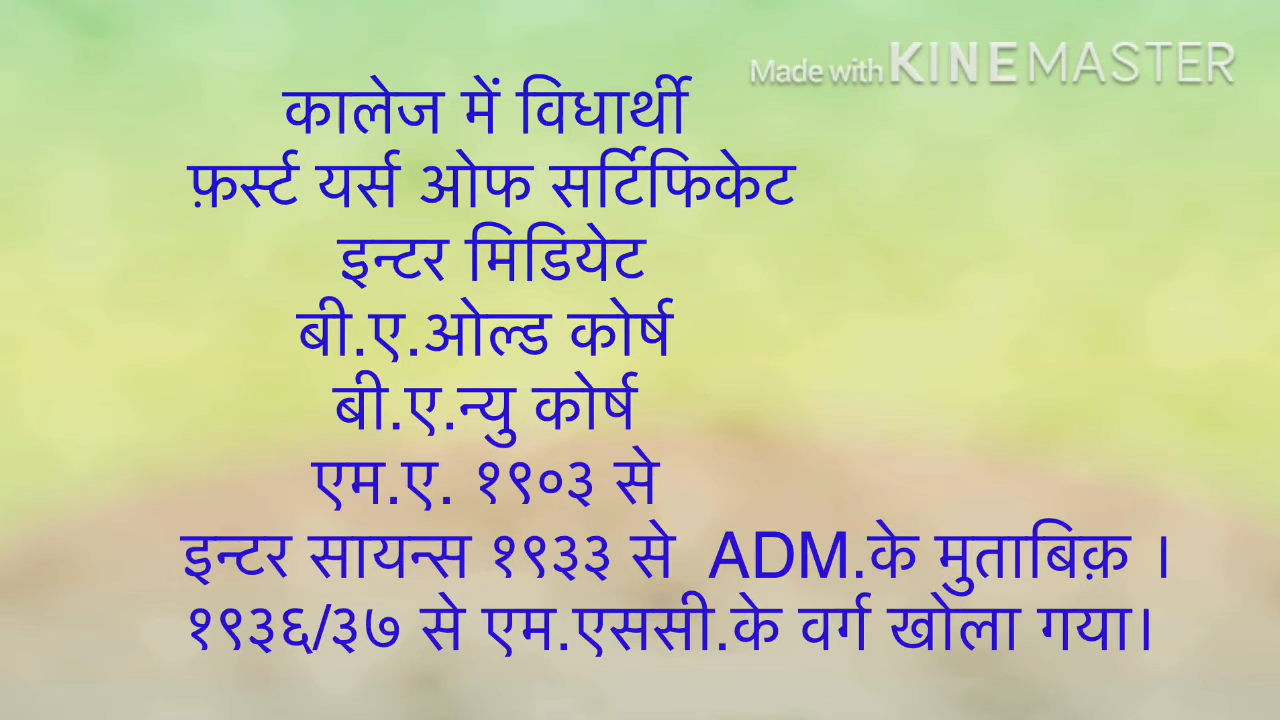 Made with KINEMASTER
कालेज में विधार्थी
फ़र्स्ट यर्स ओफ सर्टिफिकेट
इन्टर मिडियेट
बी.ए.ओल्ड कोर्ष
बी.ए.न्यु कोर्ष
एम.ए. १९०३ से
इन्टर सायन्स १९३३ से ADM.के मुताबिक़ ।
१९३६/३७ से एम.एससी.के वर्ग खोला गया।